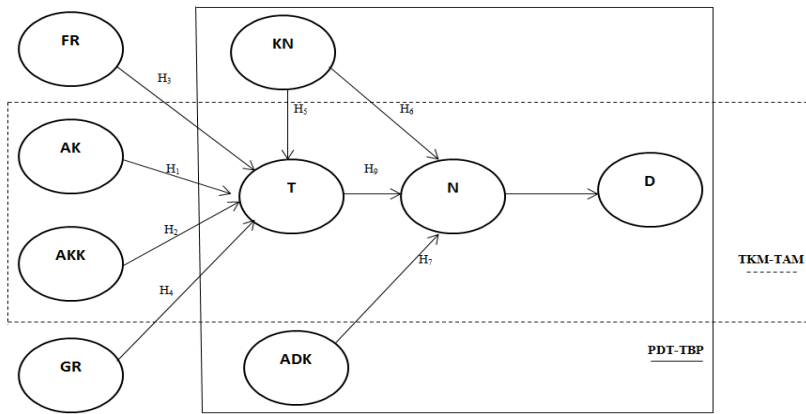 FR
KN
H₃
H₅
H₆
AK
H₁
T
H₉
N
D
AKK
H₂
H₄
H₇
TKM-TAM
GR
ADK
PDT-TBP